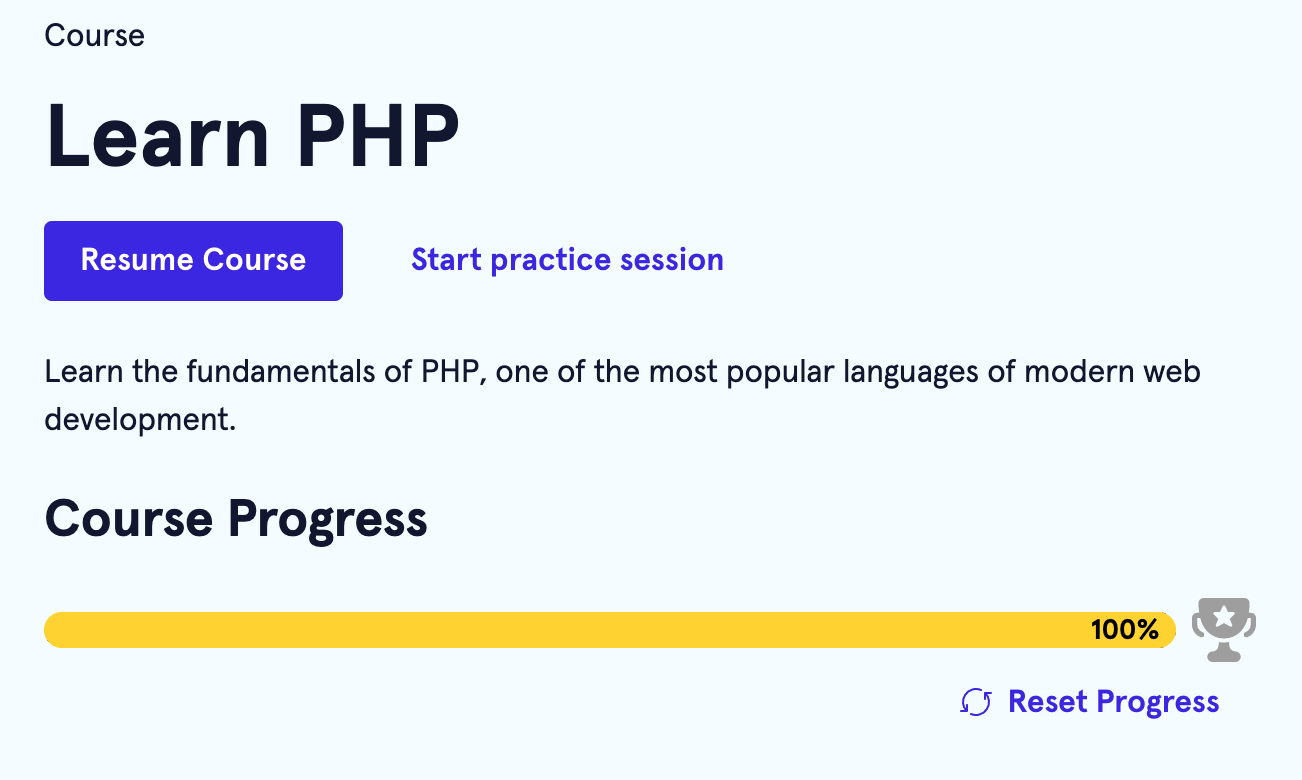 Course
Learn PHP
Resume Course
Start practice session
Learn the fundamentals of PHP, one of the most popular languages of modern web
development.
Course Progress
100%
Reset Progress